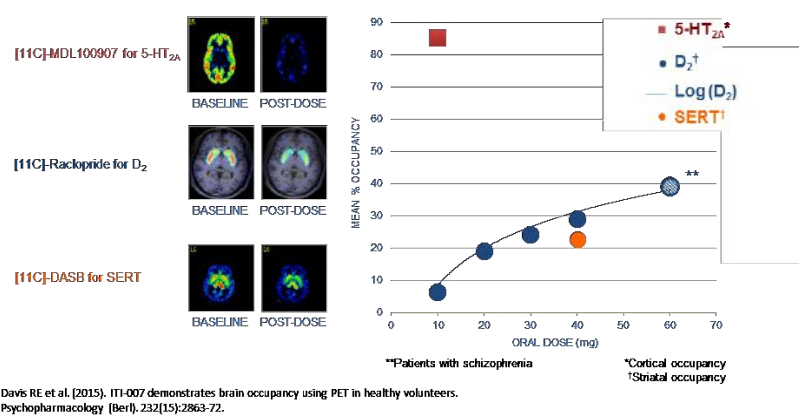 [11C]-MDL100907 for 5-HT2A
BASELINE POST-DOSE
[11C]-Raclopride for D2
BASELINE POST-DOSE
[11C]-DASB for SERT
BASELINE POST-DOSE
MEAN % OCCUPANCY
90
80
70
60
50
40
30
20
10
0
0 10 20 30 40 50 60 70
ORAL DOSE (mg)
5-HT2A*
D2†
Log (D2)
SERT†
**
**Patients with schizophrenia
*Cortical occupancy
†Striatal occupancy
Davis RE et al. (2015). ITI-007 demonstrates brain occupancy using PET in healthy volunteers.
Psychopharmacology (Berl). 232(15):2863-72.